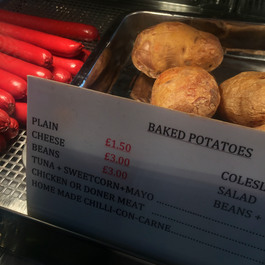 BAKED POTATOES
PLAIN £1.50
CHEESE £3.00
BEANS £3.00
TUNA + SWEETCORN+MAYO
CHICKEN OR DONER MEAT
HOME MADE CHILLI-CON-CARNE
COLESL
SALAD
BEANS +